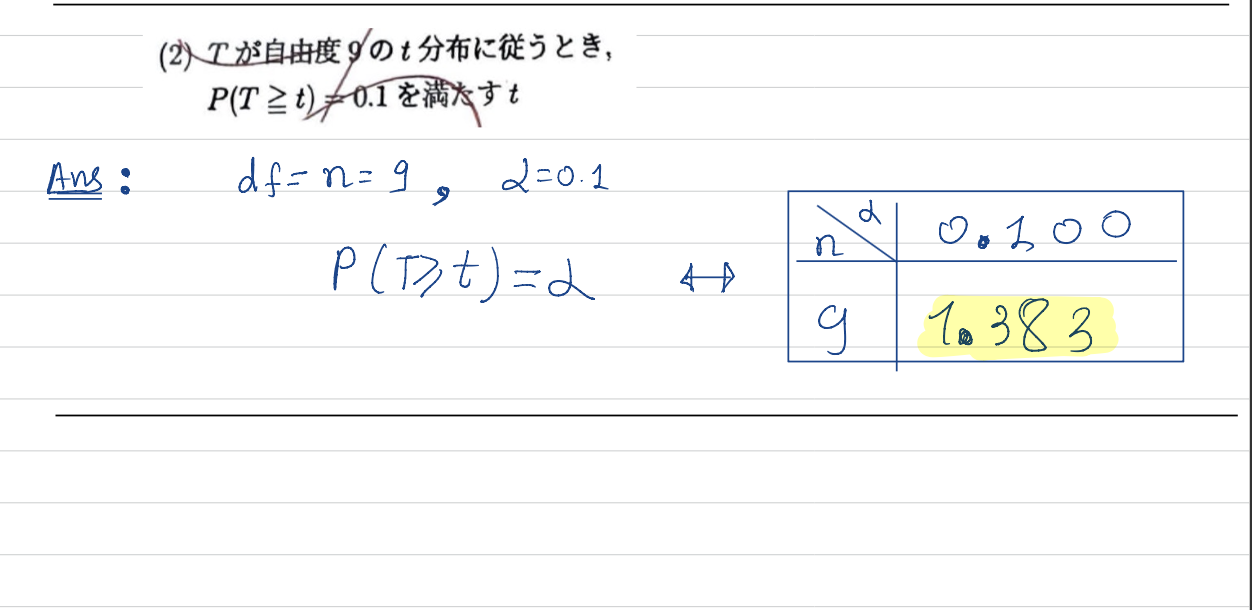 (2) Tが自由度9のt分布に従うとき,
P(T ≧ t) = 0.1 を満たす t
Ans : df = n = 9 , α = 0.1
P(T ≥ t) = α ↔
n \ α 0.100
9 1.383